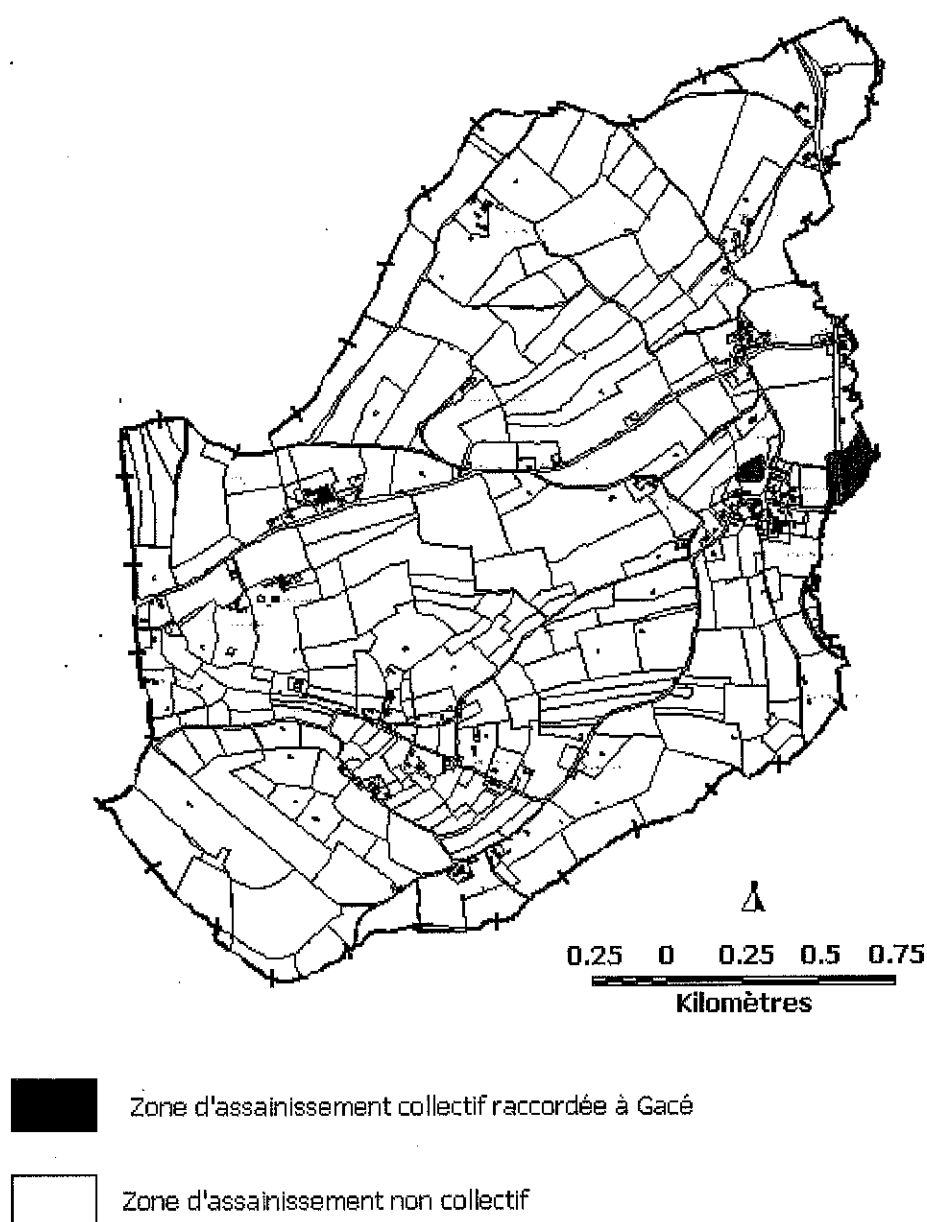 0.25 0 0.25 0.5 0.75
Kilomètres
Zone d'assainissement collectif raccordée à Gacé
Zone d'assainissement non collectif